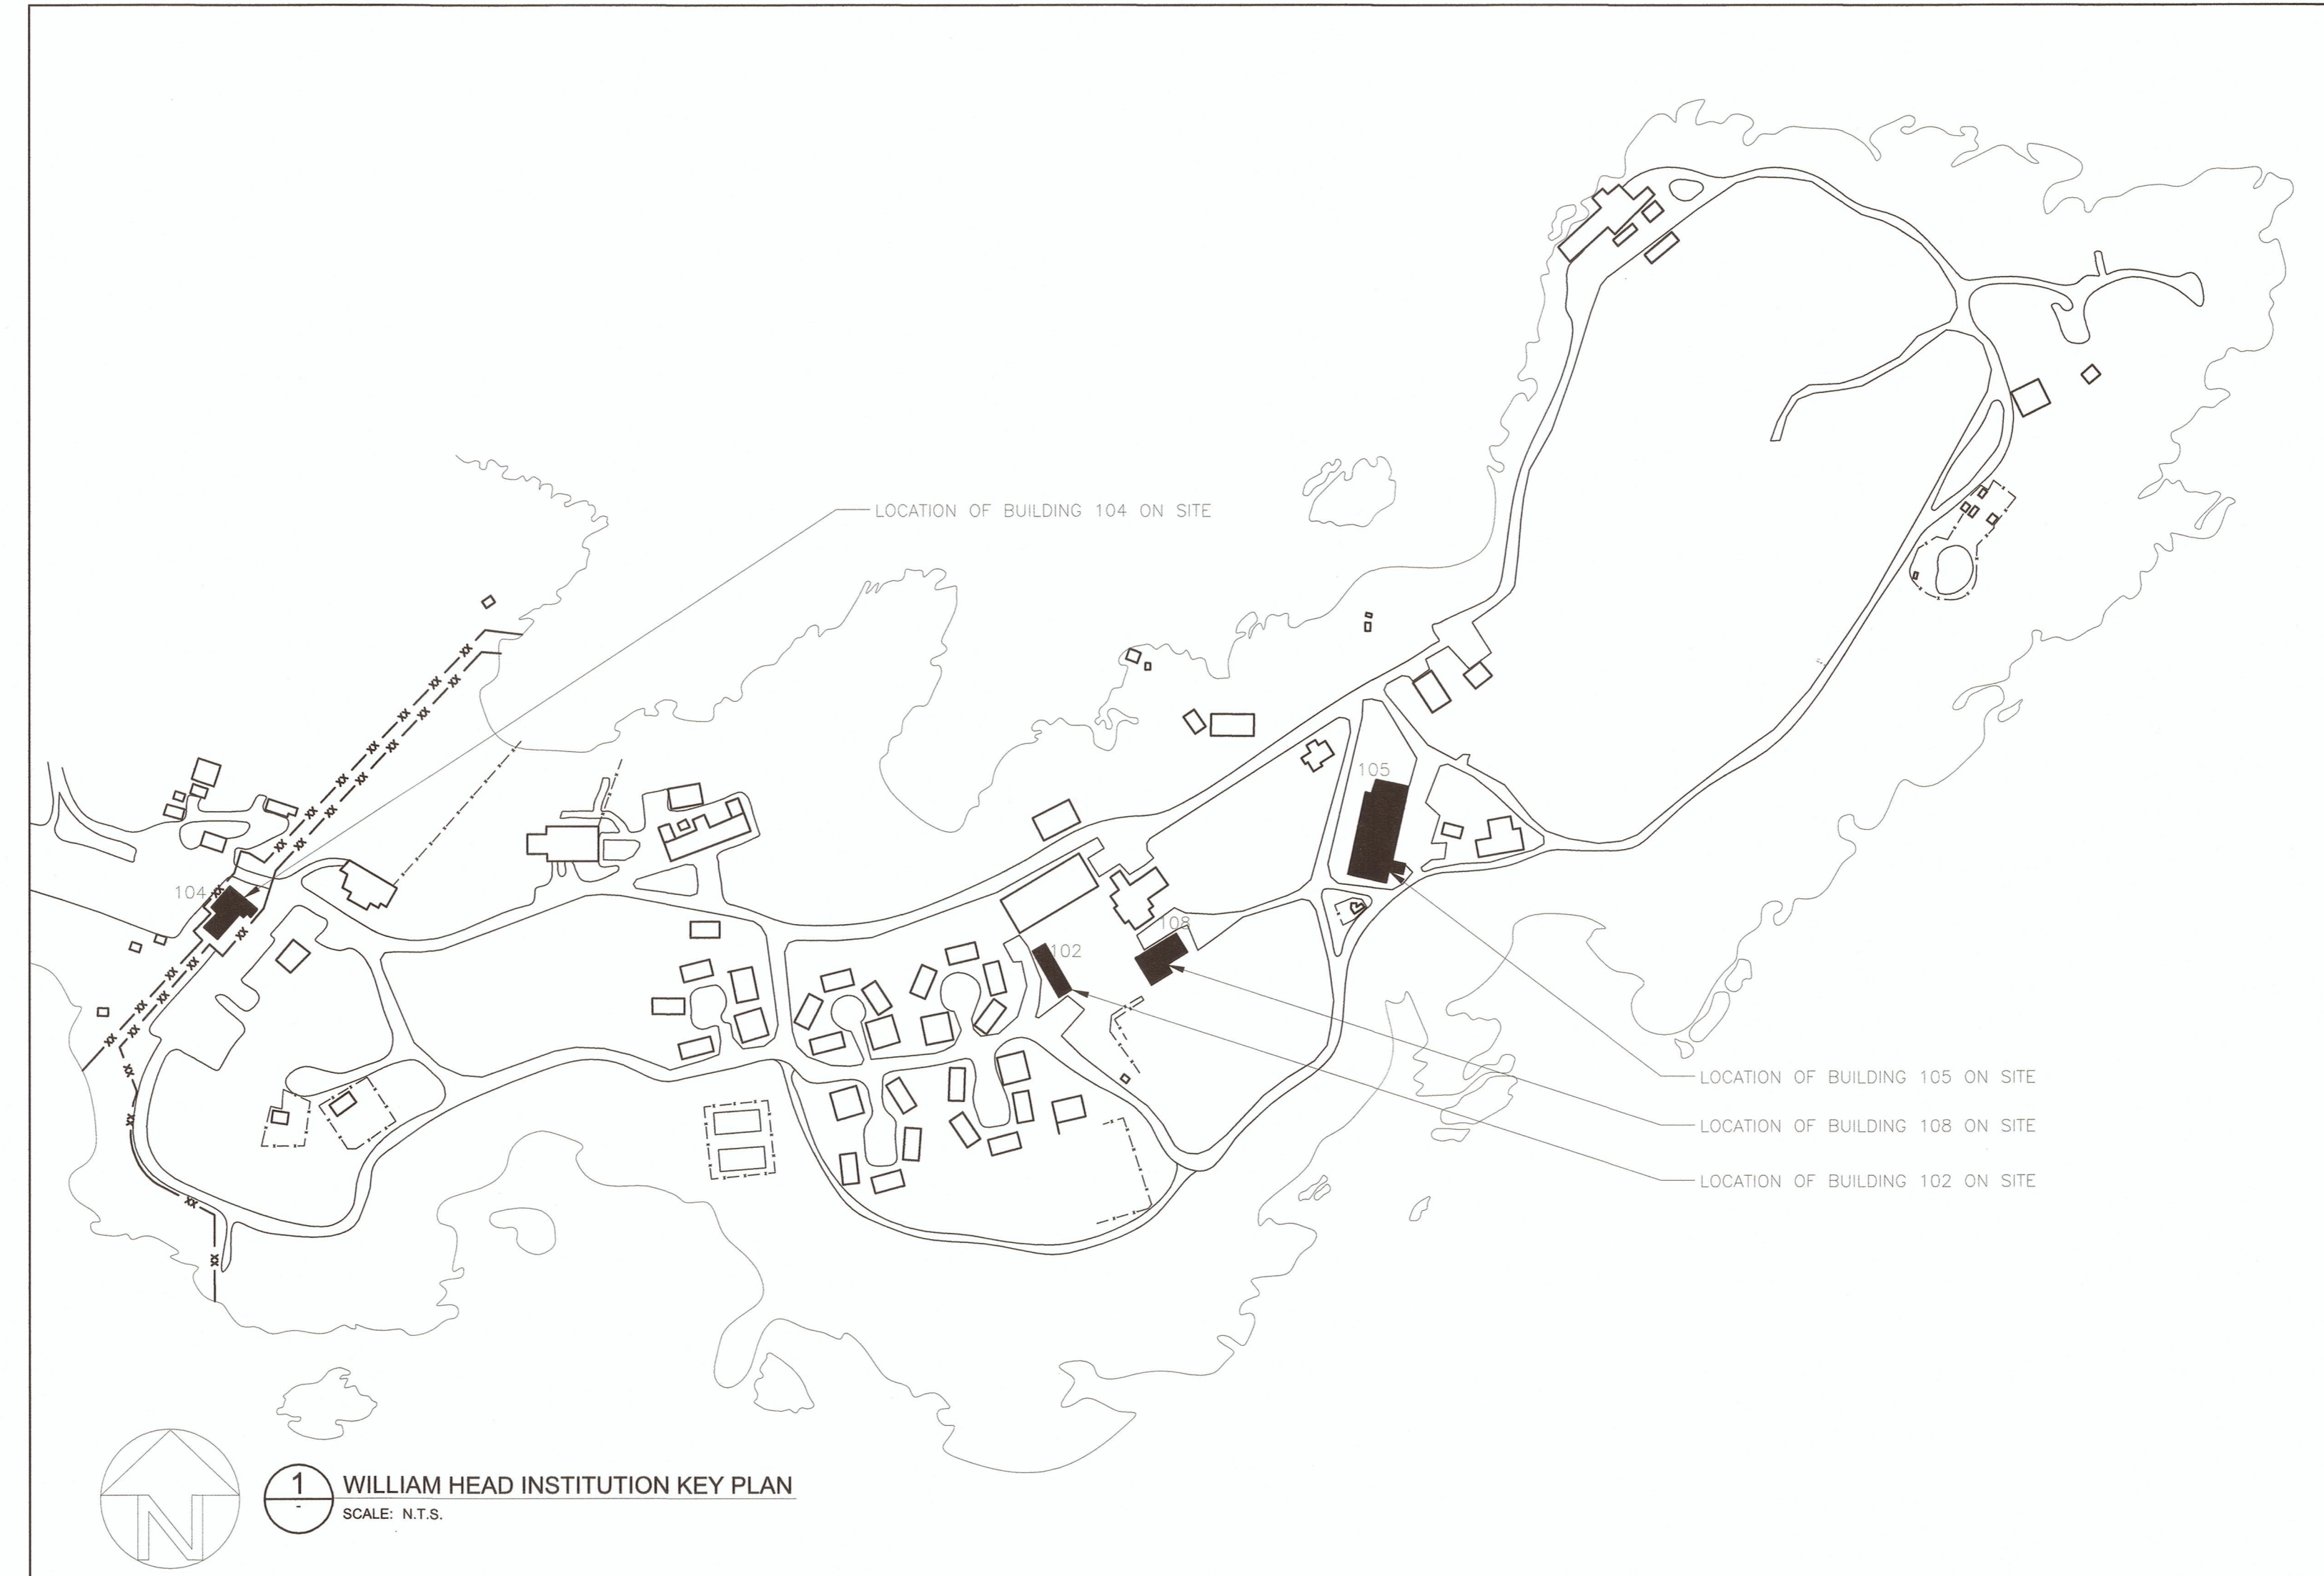 LOCATION OF BUILDING 104 ON SITE
105
104
108
102
LOCATION OF BUILDING 105 ON SITE
LOCATION OF BUILDING 108 ON SITE
LOCATION OF BUILDING 102 ON SITE
N
1
-
WILLIAM HEAD INSTITUTION KEY PLAN
SCALE: N.T.S.